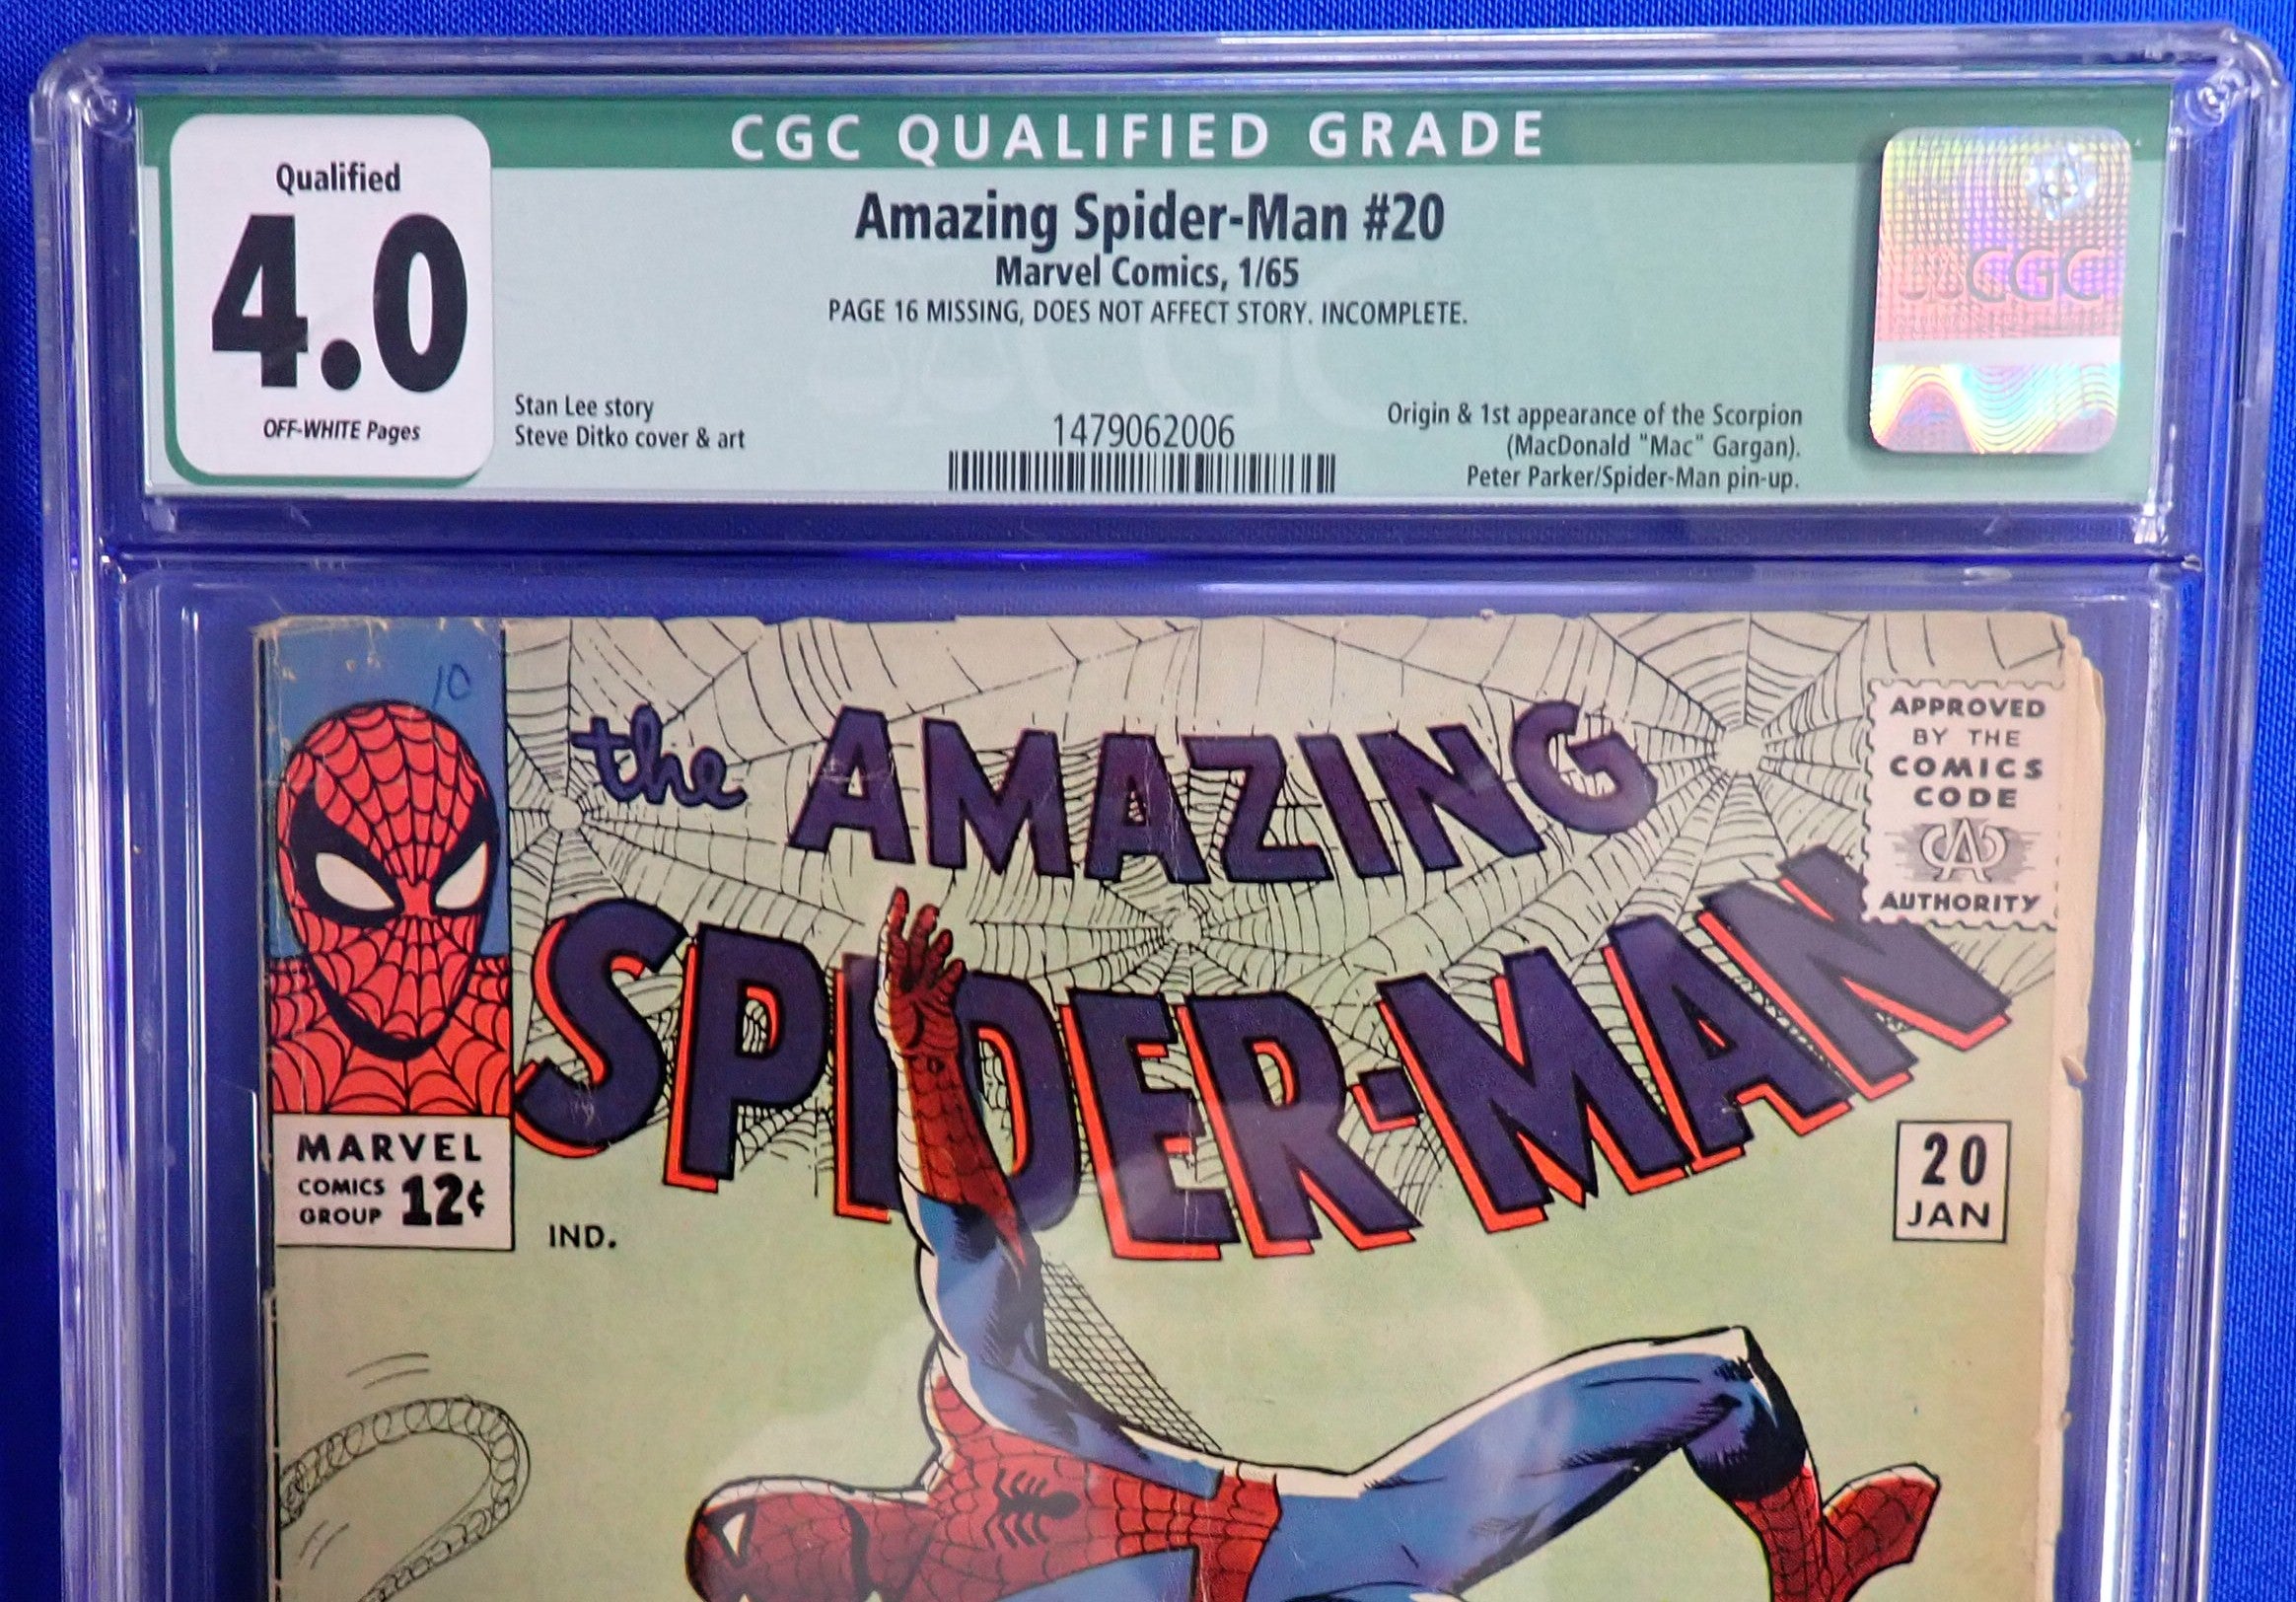 CGC QUALIFIED GRADE
Qualified
4.0
OFF-WHITE Pages
Amazing Spider-Man #20
Marvel Comics, 1/65
PAGE 16 MISSING, DOES NOT AFFECT STORY. INCOMPLETE.
Stan Lee story
Steve Ditko cover & art
1479062006
Origin & 1st appearance of the Scorpion
(MacDonald "Mac" Gargan).
Peter Parker/Spider-Man pin-up.
CGC
10
the AMAZING
SPIDER-MAN
APPROVED
BY THE
COMICS
CODE
CA
AUTHORITY
MARVEL
COMICS
GROUP
12¢
IND.
20
JAN